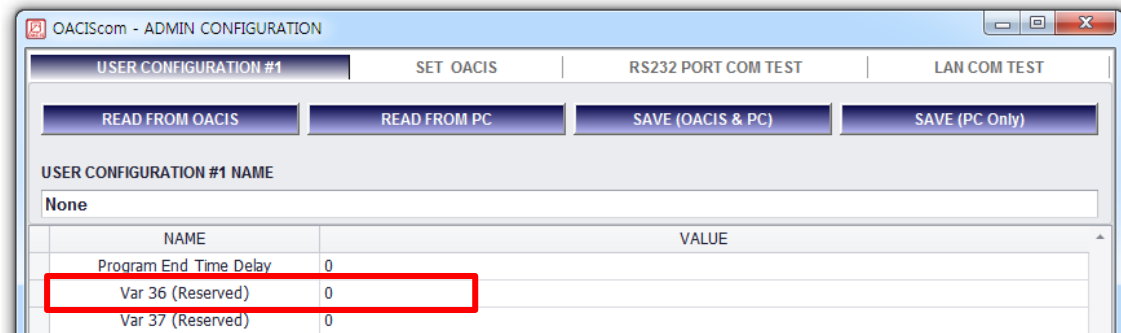 OACIScom - ADMIN CONFIGURATION
USER CONFIGURATION #1 SET OACIS RS232 PORT COM TEST LAN COM TEST
READ FROM OACIS READ FROM PC SAVE (OACIS & PC) SAVE (PC Only)
USER CONFIGURATION #1 NAME
None
NAME VALUE
Program End Time Delay 0
Var 36 (Reserved) 0
Var 37 (Reserved) 0